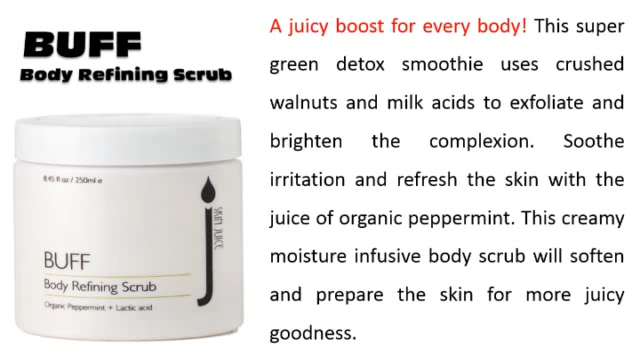 BUFF
Body Refining Scrub
8.45 fl oz / 250ml e
SKIN JUICE
BUFF
Body Refining Scrub
Organic Peppermint + Lactic acid
A juicy boost for every body! This super
green detox smoothie uses crushed
walnuts and milk acids to exfoliate and
brighten the complexion. Soothe
irritation and refresh the skin with the
juice of organic peppermint. This creamy
moisture infusive body scrub will soften
and prepare the skin for more juicy
goodness.